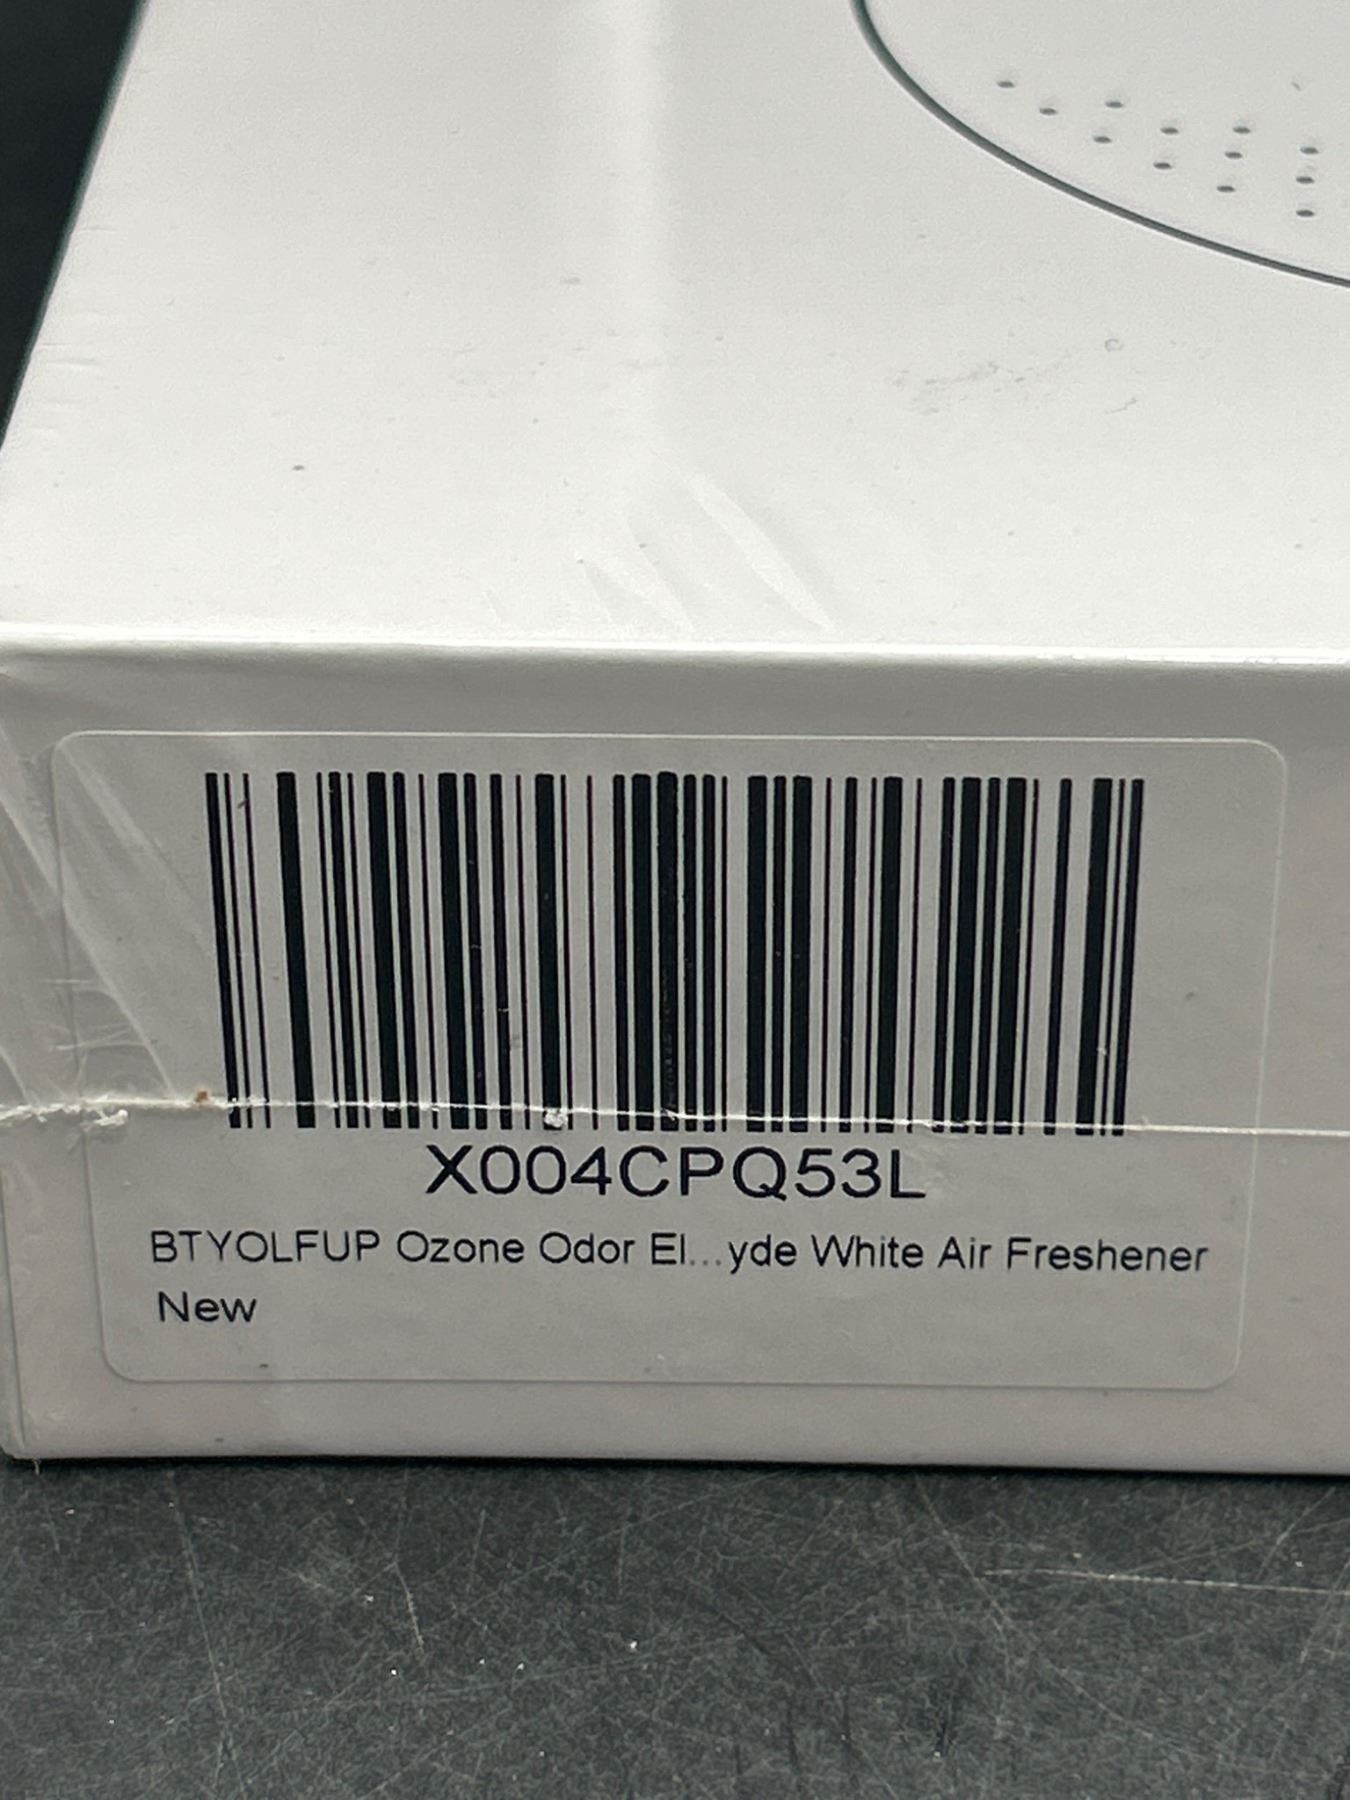 X004CPQ53L
BTYOLFUP Ozone Odor El...yde White Air Freshener
New